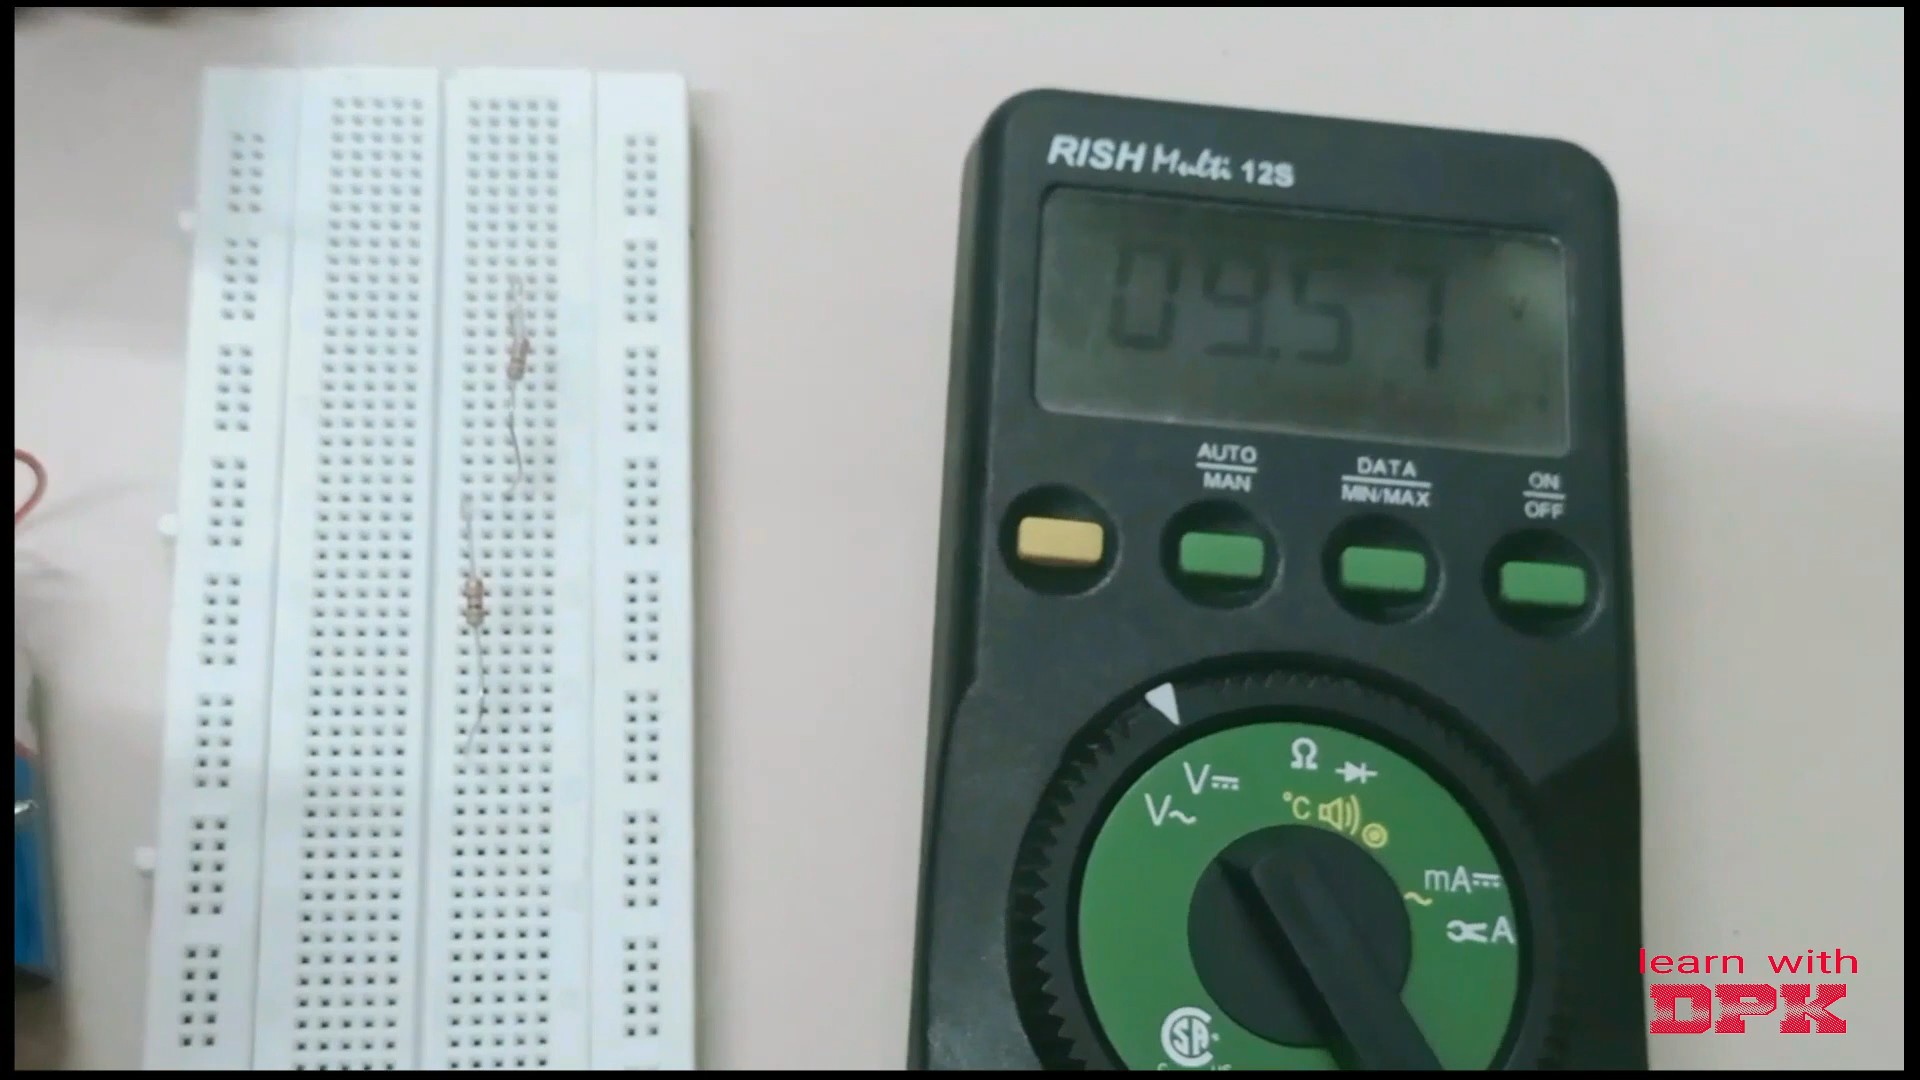 RISH Multi 12S
09.57 V
AUTO
MAN
DATA
MIN/MAX
ON
OFF
Ω
V⎓
V~
°C
mA⎓
~
A
learn with
DPK